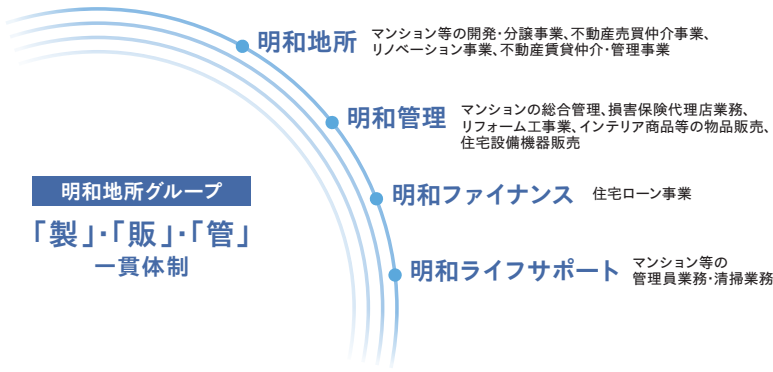 明和地所
マンション等の開発・分譲事業、不動産売買仲介事業、
リノベーション事業、不動産賃貸仲介・管理事業
明和管理
マンションの総合管理、損害保険代理店業務、
リフォーム工事業、インテリア商品等の物品販売、
住宅設備機器販売
明和地所グループ
「製」・「販」・「管」
一貫体制
明和ファイナンス
住宅ローン事業
明和ライフサポート
マンション等の
管理員業務・清掃業務